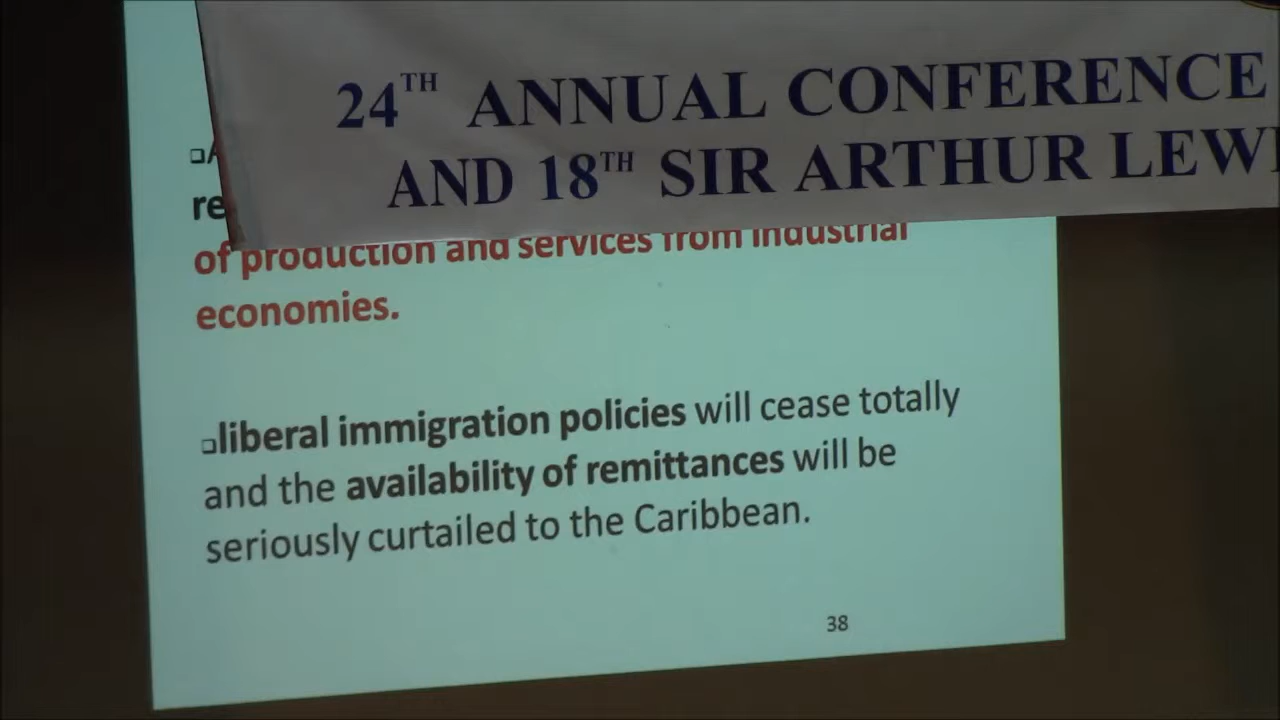 24TH ANNUAL CONFERENCE
AND 18TH SIR ARTHUR
of production and services from industrial
economies.
❑liberal immigration policies will cease totally
and the availability of remittances will be
seriously curtailed to the Caribbean.
38